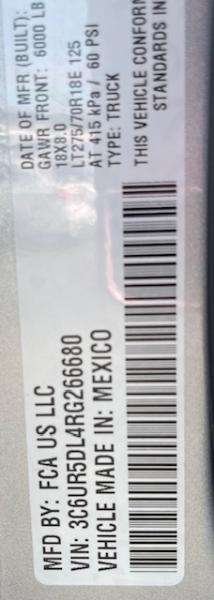 MFD BY: FCA US LLC
DATE OF MFR (BUILT):
GAWR FRONT: 6000 LB
18X8.0
LT275/70R18E 125
AT 415 kPa / 60 PSI
VIN: 3C6UR5DL4RG266680
TYPE: TRUCK
VEHICLE MADE IN: MEXICO
THIS VEHICLE CONFORM
STANDARDS IN